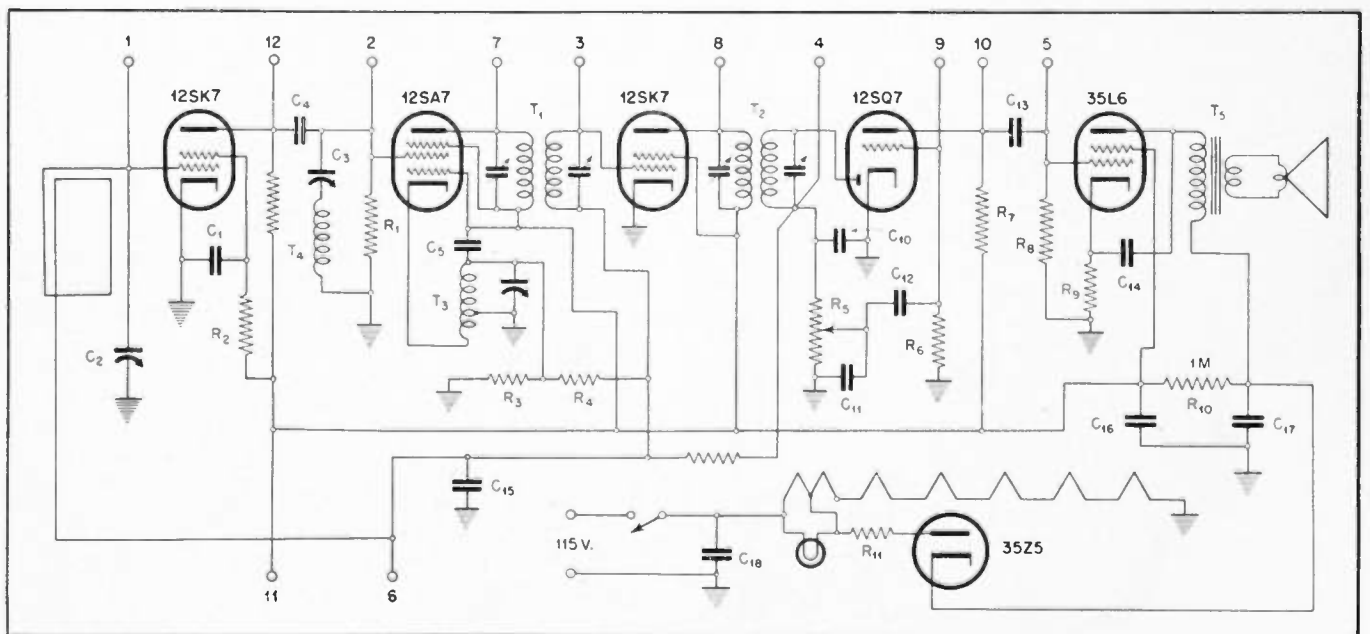 1 12 2 7 3 8 4 9 10 5
12SK7 C4 12SA7 T1 12SK7 T2 12SQ7 C13 35L6 T5
C3
C1 T4 R1 C5 C10 R7 R8 C14
R2 T3 R5 C12 R9
C2 R6 1M
R3 R4 C11 R10
C16 C17
C15
115 V. C18 R11 35Z5
11 6